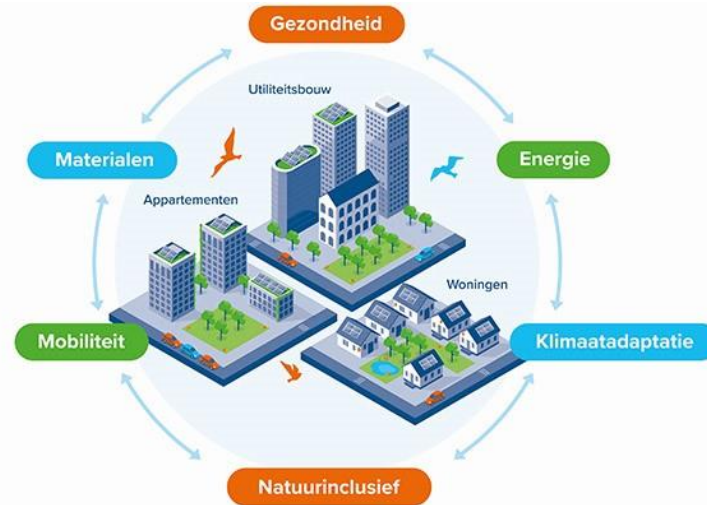 Gezondheid
Utiliteitsbouw
Materialen
Energie
Appartementen
Woningen
Mobiliteit
Klimaatadaptatie
Natuurinclusief